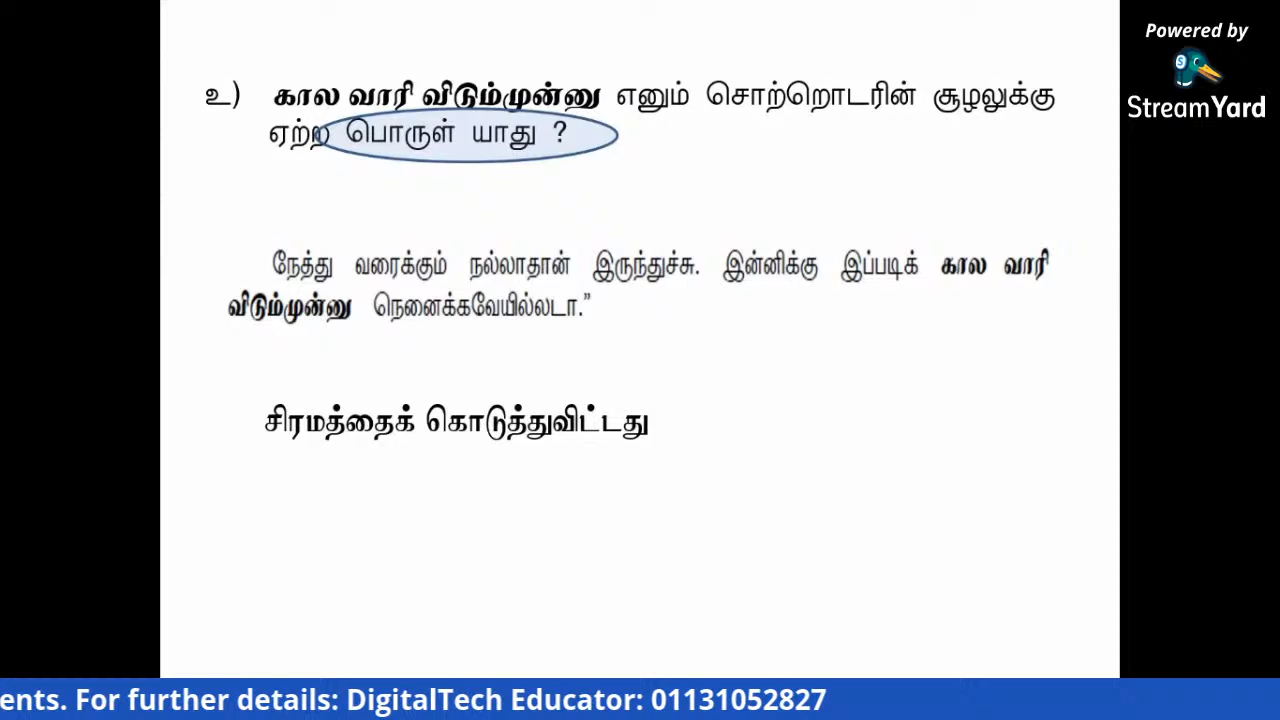 Powered by
StreamYard
உ) கால வாரி விடும்முன்னு எனும் சொற்றொடரின் சூழலுக்கு
ஏற்ற பொருள் யாது ?
நேத்து வரைக்கும் நல்லாதான் இருந்துச்சு. இன்னிக்கு இப்படிக் கால வாரி
விடும்முன்னு நெனைக்கவேயில்லடா.”
சிரமத்தைக் கொடுத்துவிட்டது
ents. For further details: DigitalTech Educator: 01131052827